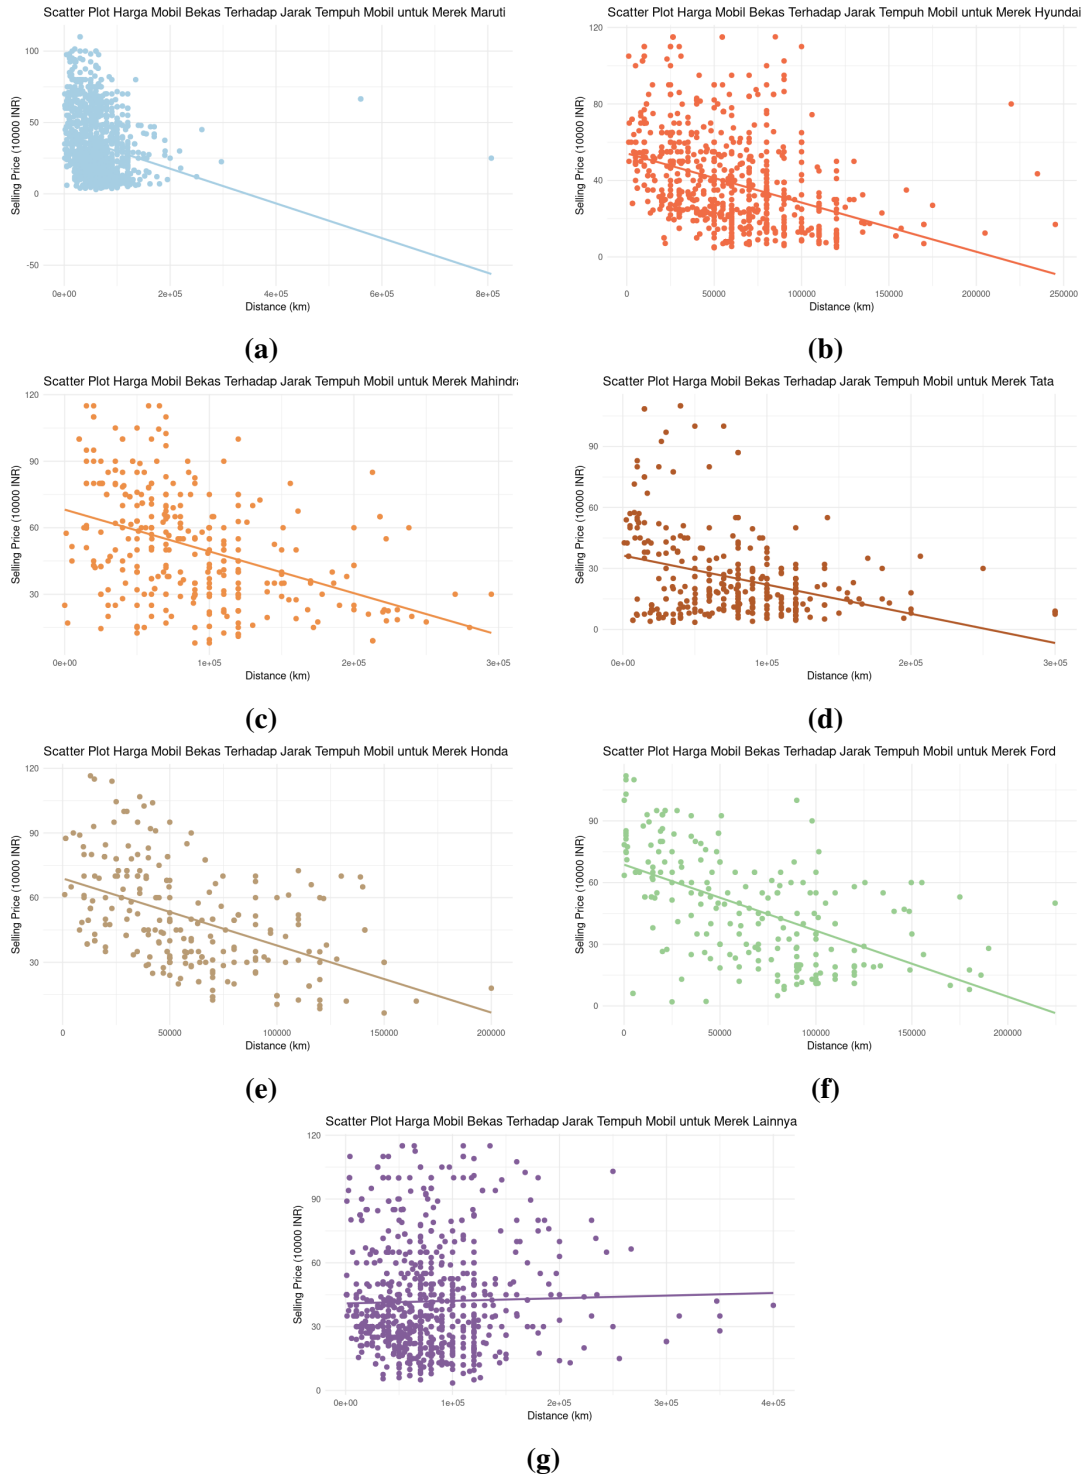 Scatter Plot Harga Mobil Bekas Terhadap Jarak Tempuh Mobil untuk Merek Maruti
Selling Price (10000 INR)
100
50
0
-50
0e+00 2e+05 4e+05 6e+05 8e+05
Distance (km)
(a)
Scatter Plot Harga Mobil Bekas Terhadap Jarak Tempuh Mobil untuk Merek Hyundai
Selling Price (10000 INR)
120
80
40
0
0 50000 100000 150000 200000 250000
Distance (km)
(b)
Scatter Plot Harga Mobil Bekas Terhadap Jarak Tempuh Mobil untuk Merek Mahindra
Selling Price (10000 INR)
120
90
60
30
0e+00 1e+05 2e+05 3e+05
Distance (km)
(c)
Scatter Plot Harga Mobil Bekas Terhadap Jarak Tempuh Mobil untuk Merek Tata
Selling Price (10000 INR)
90
60
30
0
0e+00 1e+05 2e+05 3e+05
Distance (km)
(d)
Scatter Plot Harga Mobil Bekas Terhadap Jarak Tempuh Mobil untuk Merek Honda
Selling Price (10000 INR)
120
90
60
30
0 50000 100000 150000 200000
Distance (km)
(e)
Scatter Plot Harga Mobil Bekas Terhadap Jarak Tempuh Mobil untuk Merek Ford
Selling Price (10000 INR)
90
60
30
0
0 50000 100000 150000 200000
Distance (km)
(f)
Scatter Plot Harga Mobil Bekas Terhadap Jarak Tempuh Mobil untuk Merek Lainnya
Selling Price (10000 INR)
120
90
60
30
0
0e+00 1e+05 2e+05 3e+05 4e+05
Distance (km)
(g)